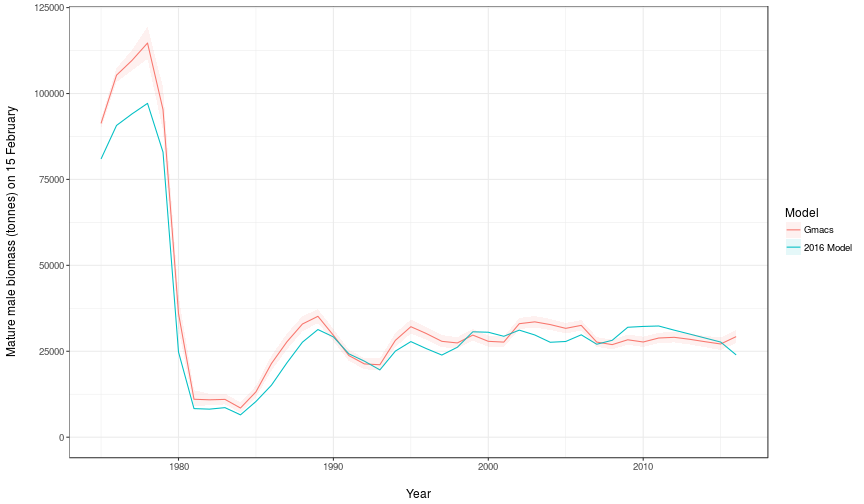 125000
100000
75000
50000
25000
0
Mature male biomass (tonnes) on 15 February
1980
1990
2000
2010
Year
Model
Gmacs
2016 Model